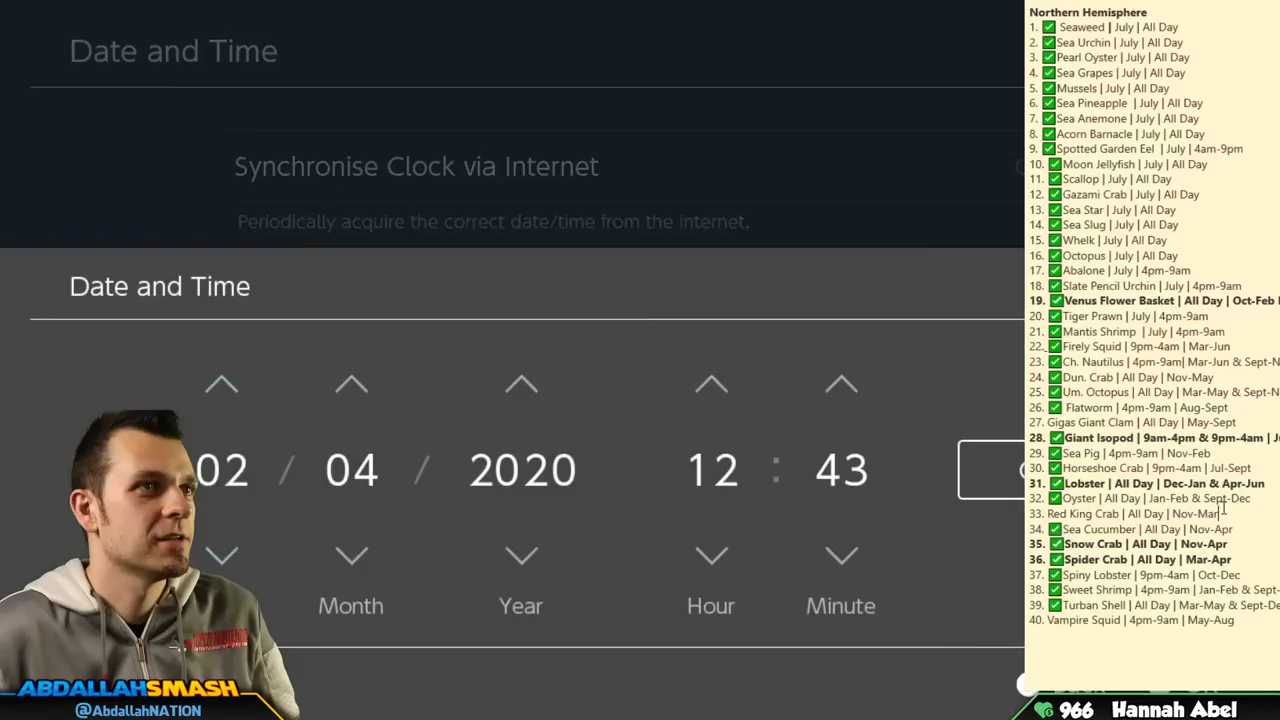 Date and Time
Synchronise Clock via Internet
Periodically acquire the correct date/time from the internet.
Date and Time
02 / 04 / 2020 12 : 43
Month Year Hour Minute
ABDALLAHSMASH
@AbdallahNATION
Northern Hemisphere
1. ✅ Seaweed | July | All Day
2. ✅ Sea Urchin | July | All Day
3. ✅ Pearl Oyster | July | All Day
4. ✅ Sea Grapes | July | All Day
5. ✅ Mussels | July | All Day
6. ✅ Sea Pineapple | July | All Day
7. ✅ Sea Anemone | July | All Day
8. ✅ Acorn Barnacle | July | All Day
9. ✅ Spotted Garden Eel | July | 4am-9pm
10. ✅ Moon Jellyfish | July | All Day
11. ✅ Scallop | July | All Day
12. ✅ Gazami Crab | July | All Day
13. ✅ Sea Star | July | All Day
14. ✅ Sea Slug | July | All Day
15. ✅ Whelk | July | All Day
16. ✅ Octopus | July | All Day
17. ✅ Abalone | July | 4pm-9am
18. ✅ Slate Pencil Urchin | July | 4pm-9am
19. ✅ Venus Flower Basket | All Day | Oct-Feb
20. ✅ Tiger Prawn | July | 4pm-9am
21. ✅ Mantis Shrimp | July | 4pm-9am
22. ✅ Firely Squid | 9pm-4am | Mar-Jun
23. ✅ Ch. Nautilus | 4pm-9am| Mar-Jun & Sept-N
24. ✅ Dun. Crab | All Day | Nov-May
25. ✅ Um. Octopus | All Day | Mar-May & Sept-N
26. ✅ Flatworm | 4pm-9am | Aug-Sept
27. Gigas Giant Clam | All Day | May-Sept
28. ✅ Giant Isopod | 9am-4pm & 9pm-4am | J
29. ✅ Sea Pig | 4pm-9am | Nov-Feb
30. ✅ Horseshoe Crab | 9pm-4am | Jul-Sept
31. ✅ Lobster | All Day | Dec-Jan & Apr-Jun
32. ✅ Oyster | All Day | Jan-Feb & Sept-Dec
33. Red King Crab | All Day | Nov-Mar
34. ✅ Sea Cucumber | All Day | Nov-Apr
35. ✅ Snow Crab | All Day | Nov-Apr
36. ✅ Spider Crab | All Day | Mar-Apr
37. ✅ Spiny Lobster | 9pm-4am | Oct-Dec
38. ✅ Sweet Shrimp | 4pm-9am | Jan-Feb & Sept-
39. ✅ Turban Shell | All Day | Mar-May & Sept-De
40. Vampire Squid | 4pm-9am | May-Aug
966 Hannah Abel